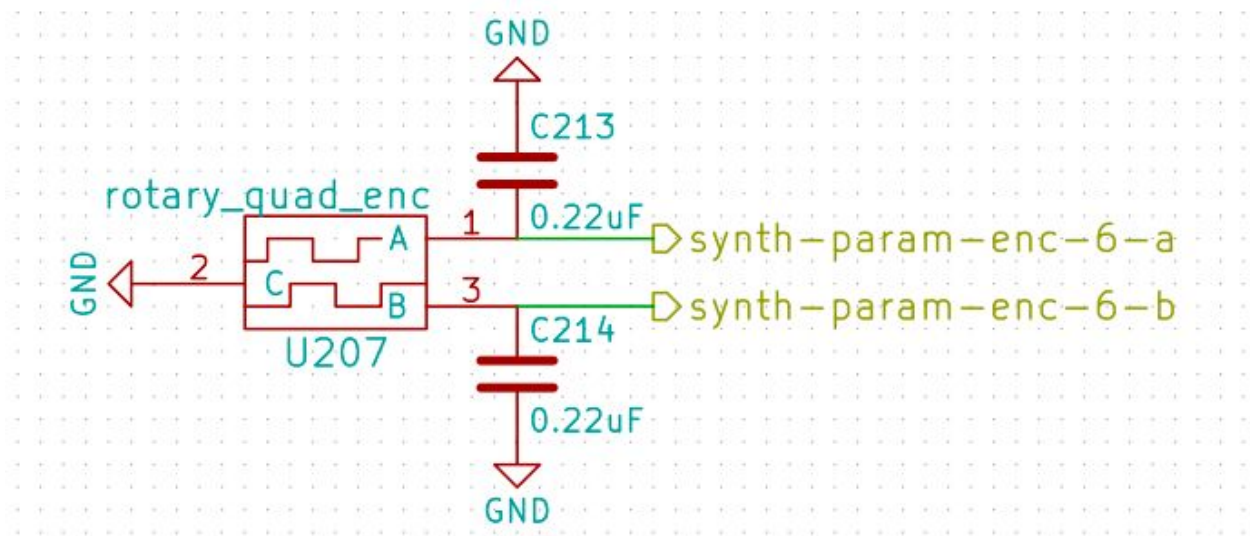 GND
C213
rotary_quad_enc
0.22uF
1
A
synth-param-enc-6-a
GND
2
C
3
B
synth-param-enc-6-b
C214
U207
0.22uF
GND